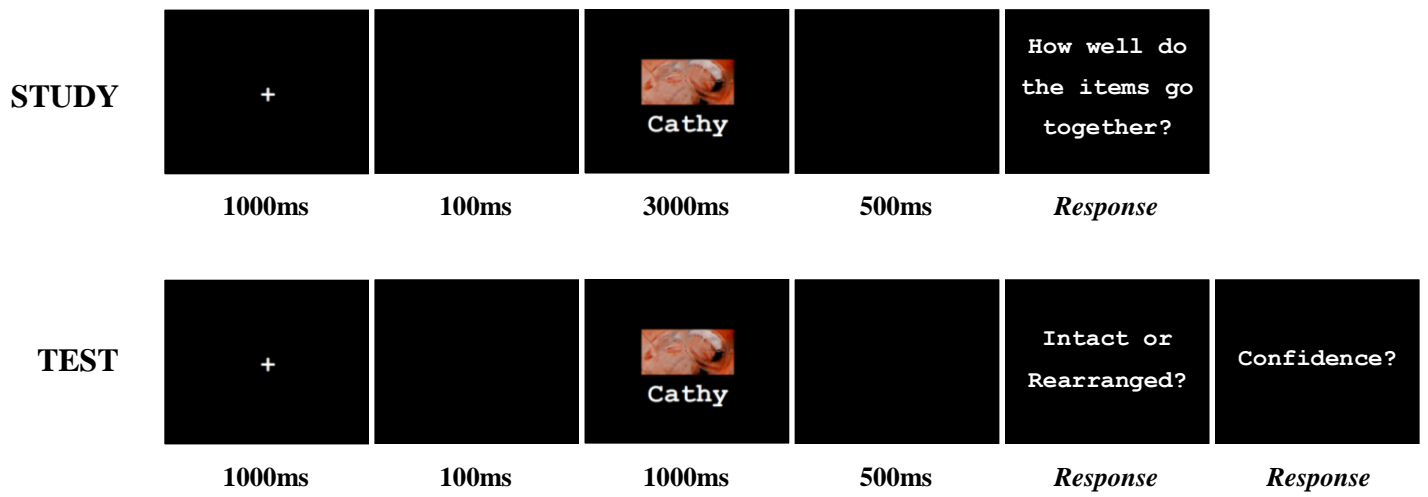 STUDY
+
Cathy
How well do
the items go
together?
1000ms 100ms 3000ms 500ms Response
TEST
+
Cathy
Intact or
Rearranged?
Confidence?
1000ms 100ms 1000ms 500ms Response Response